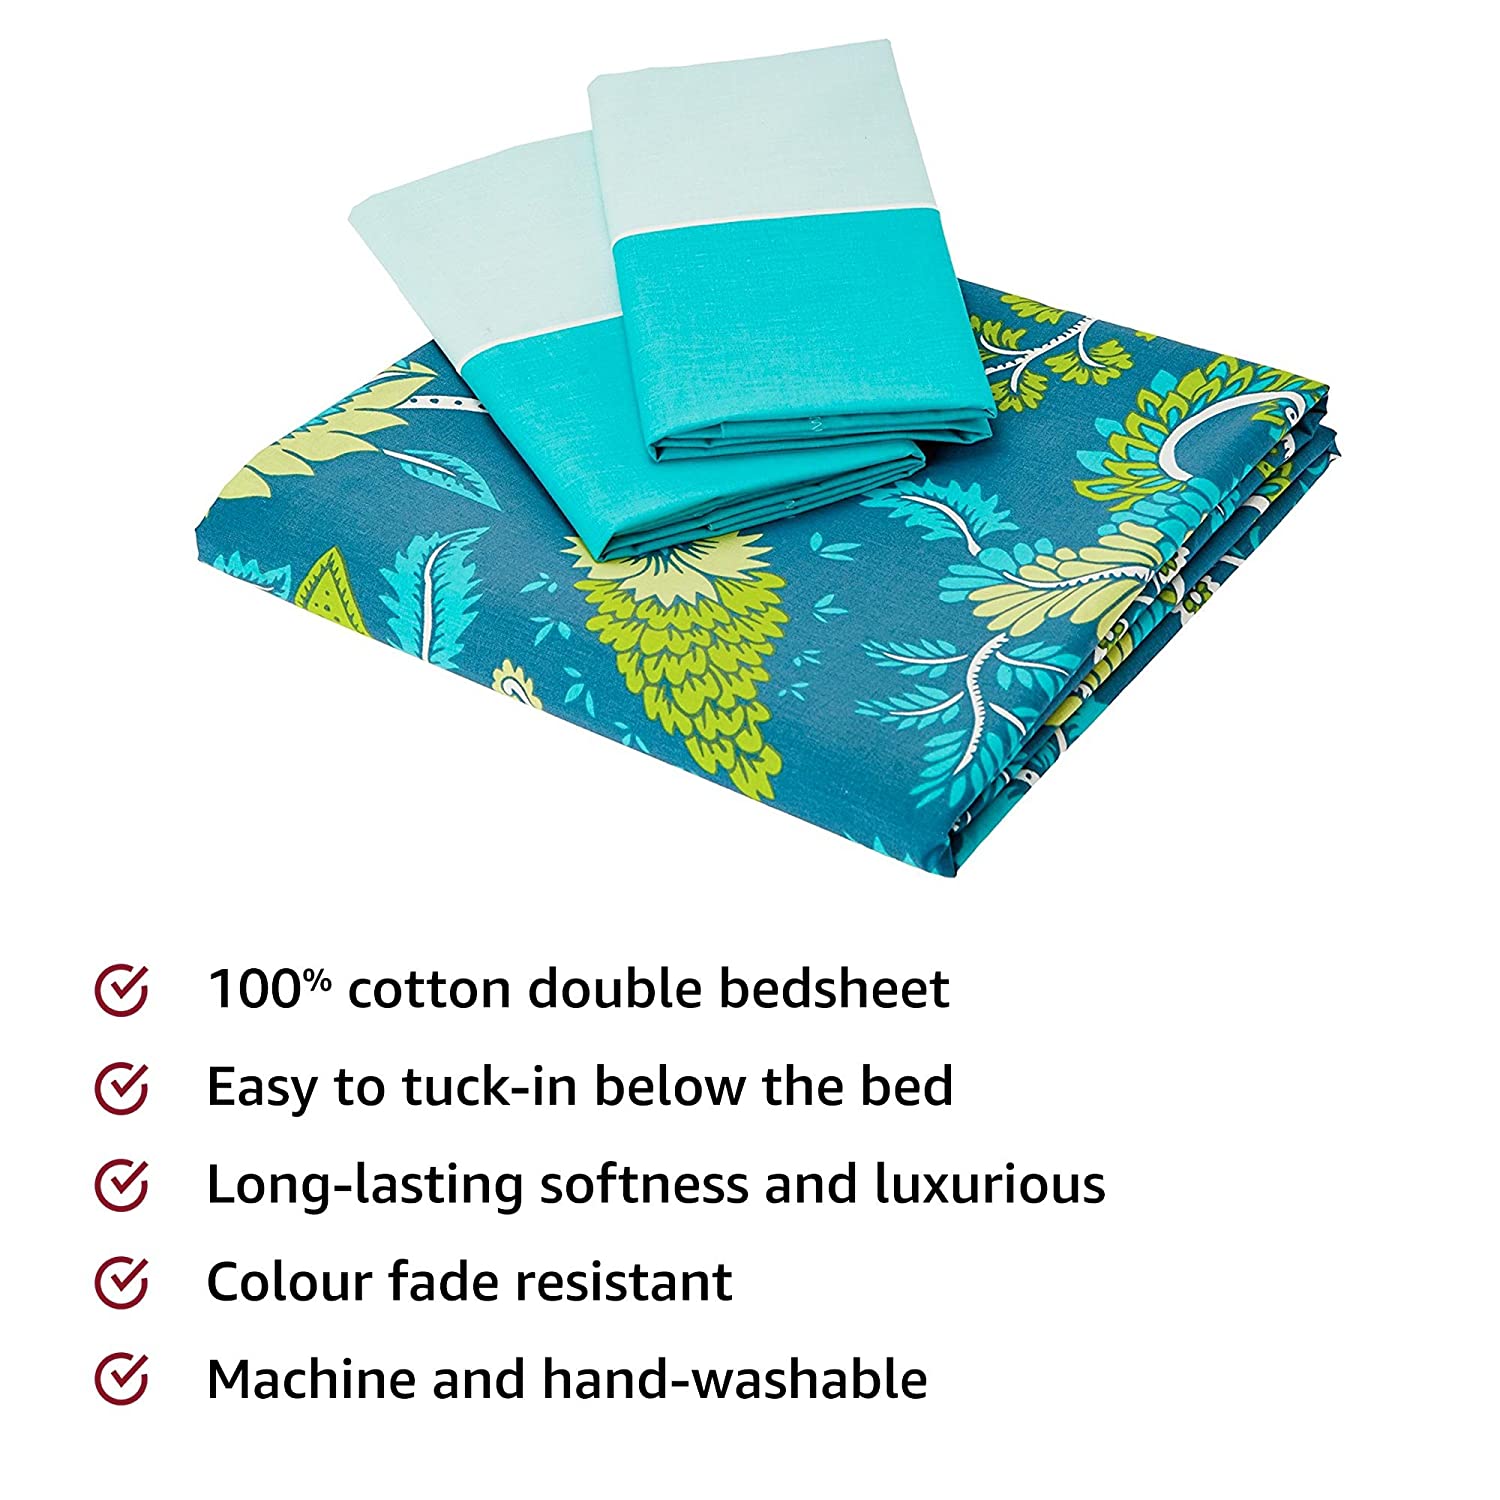 100% cotton double bedsheet
Easy to tuck-in below the bed
Long-lasting softness and luxurious
Colour fade resistant
Machine and hand-washable